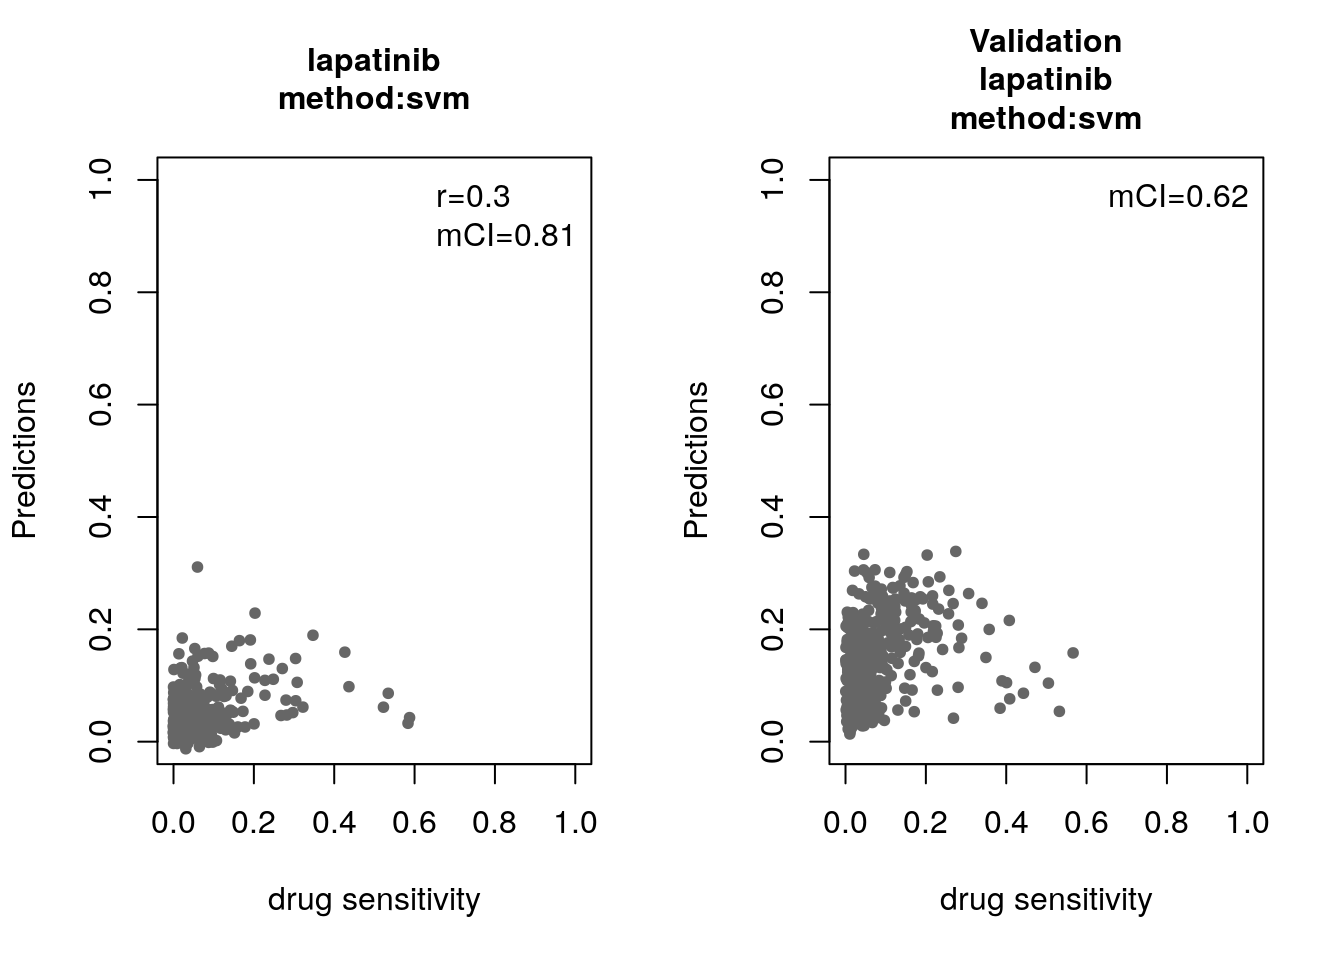 lapatinib
method:svm
r=0.3
mCI=0.81
1.0
0.8
0.6
0.4
0.2
0.0
Predictions
0.0 0.2 0.4 0.6 0.8 1.0
drug sensitivity
Validation
lapatinib
method:svm
mCI=0.62
1.0
0.8
0.6
0.4
0.2
0.0
Predictions
0.0 0.2 0.4 0.6 0.8 1.0
drug sensitivity